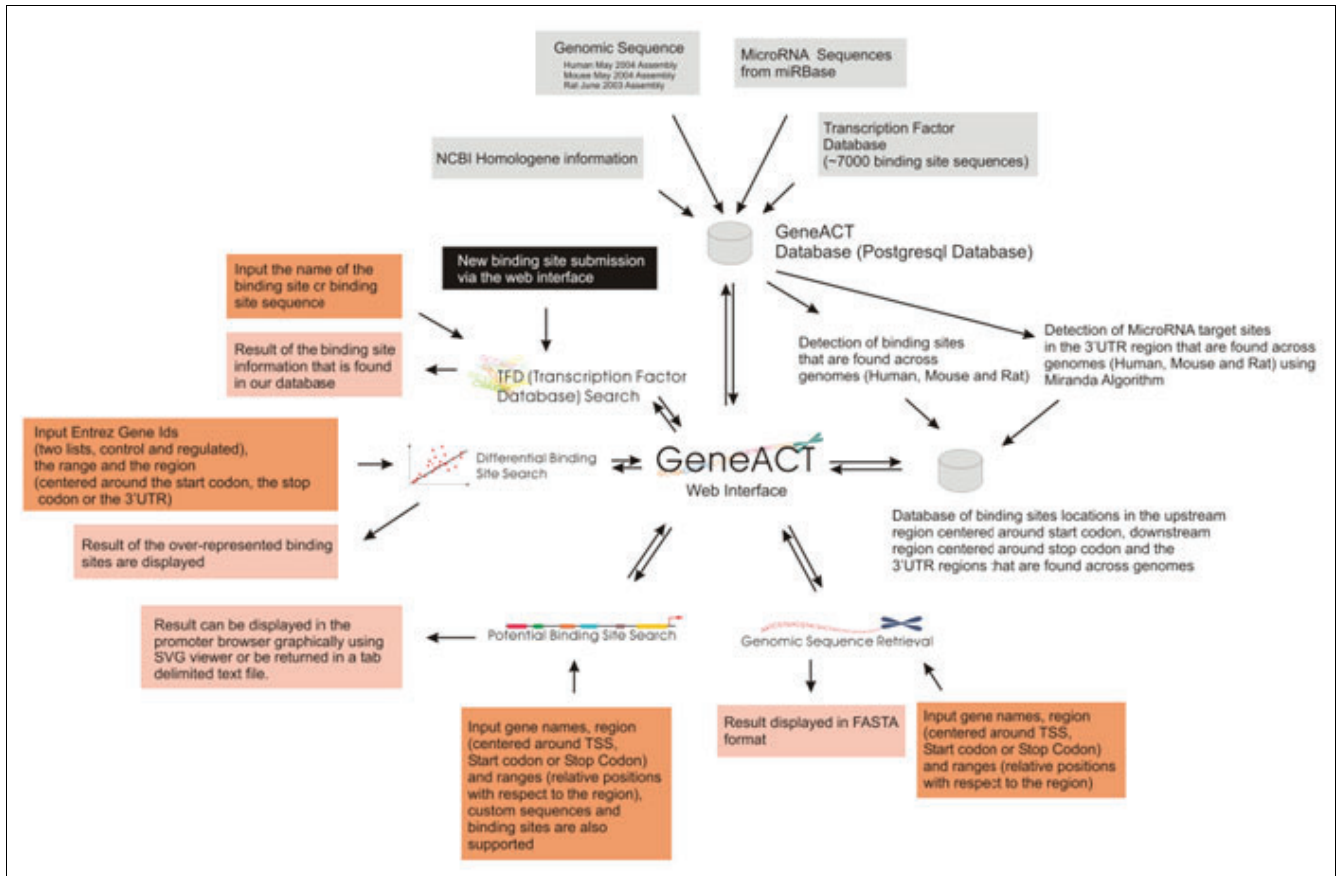 Genomic Sequence
Human May 2004 Assembly
Mouse May 2004 Assembly
Rat June 2003 Assembly
MicroRNA Sequences
from miRBase
NCBI Homologene information
Transcription Factor
Database
(~7000 binding site sequences)
GeneACT
Database (Postgresql Database)
New binding site submission
via the web interface
Input the name of the
binding site or binding
site sequence
Result of the binding site
information that is found
in our database
TFD (Transcription Factor
Database) Search
Detection of binding sites
that are found across
genomes (Human, Mouse and Rat)
Detection of MicroRNA target sites
in the 3'UTR region that are found across
genomes (Human, Mouse and Rat) using
Miranda Algorithm
Input Entrez Gene Ids
(two lists, control and regulated),
the range and the region
(centered around the start codon, the stop
codon or the 3'UTR)
Differential Binding
Site Search
GeneACT
Web Interface
Result of the over-represented binding
sites are displayed
Database of binding sites locations in the upstream
region centered around start codon, downstream
region centered around stop codon and the
3'UTR regions that are found across genomes
Result can be displayed in the
promoter browser graphically using
SVG viewer or be returned in a tab
delimited text file.
Potential Binding Site Search
Genomic Sequence Retrieval
Input gene names, region
(centered around TSS,
Start codon or Stop Codon)
and ranges (relative positions
with respect to the region),
custom sequences and
binding sites are also
supported
Result displayed in FASTA
format
Input gene names, region
(centered around TSS,
Start codon or Stop Codon)
and ranges (relative positions
with respect to the region)